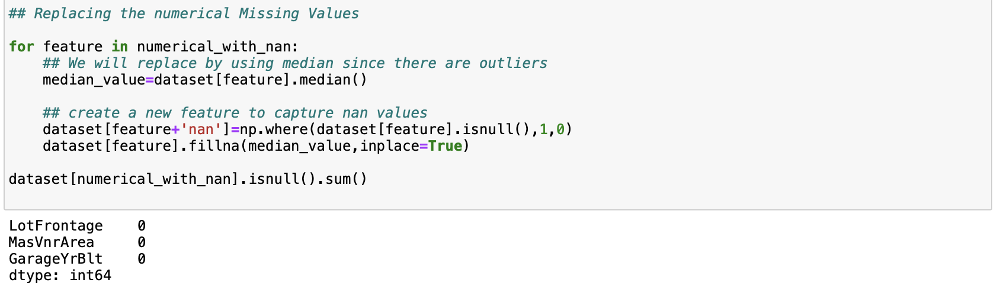 ## Replacing the numerical Missing Values
for feature in numerical_with_nan:
## We will replace by using median since there are outliers
median_value=dataset[feature].median()
## create a new feature to capture nan values
dataset[feature+'nan']=np.where(dataset[feature].isnull(),1,0)
dataset[feature].fillna(median_value,inplace=True)
dataset[numerical_with_nan].isnull().sum()
LotFrontage    0
MasVnrArea     0
GarageYrBlt    0
dtype: int64